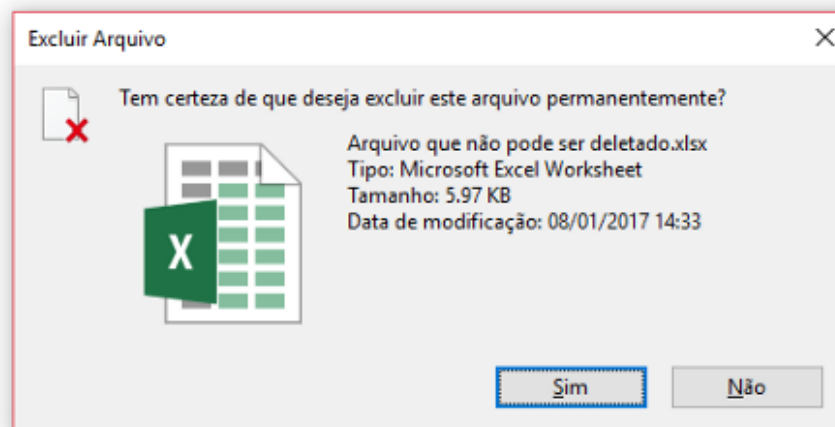 Excluir Arquivo
Tem certeza de que deseja excluir este arquivo permanentemente?
Arquivo que não pode ser deletado.xlsx
Tipo: Microsoft Excel Worksheet
Tamanho: 5.97 KB
Data de modificação: 08/01/2017 14:33
X
Sim
Não